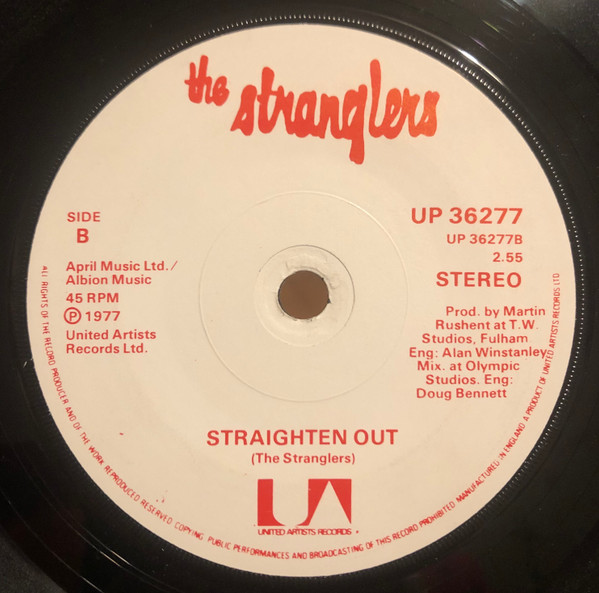 the stranglers
SIDE
B
April Music Ltd./
Albion Music
45 RPM
Ⓟ 1977
United Artists
Records Ltd.
UP 36277
UP 36277B
2.55
STEREO
Prod. by Martin
Rushent at T.W.
Studios, Fulham
Eng: Alan Winstanley
Mix. at Olympic
Studios. Eng:
Doug Bennett
STRAIGHTEN OUT
(The Stranglers)
UA
UNITED ARTISTS RECORDS
ALL RIGHTS OF THE RECORD PRODUCER AND OF THE WORK REPRODUCED RESERVED COPYING, PUBLIC PERFORMANCES AND BROADCASTING OF THIS RECORD PROHIBITED MANUFACTURED IN ENGLAND A PRODUCT OF UNITED ARTISTS RECORDS LTD